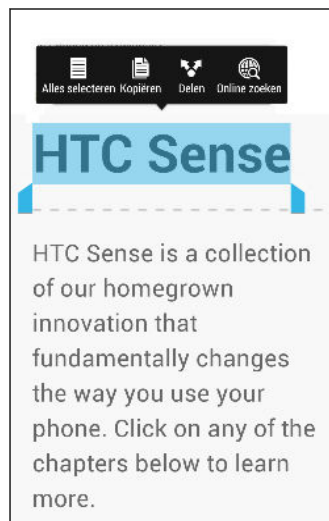 Alles selecteren Kopiëren Delen Online zoeken
HTC Sense
HTC Sense is a collection
of our homegrown
innovation that
fundamentally changes
the way you use your
phone. Click on any of the
chapters below to learn
more.